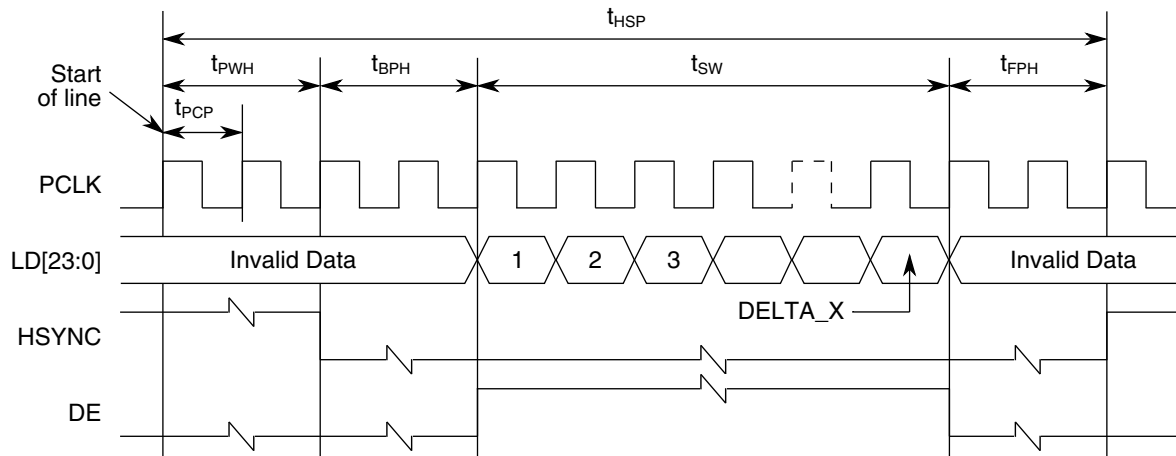 tHSP
tPWH tBPH tSW tFPH
Start
of line
tPCP
PCLK
LD[23:0] Invalid Data 1 2 3 Invalid Data
DELTA_X
HSYNC
DE